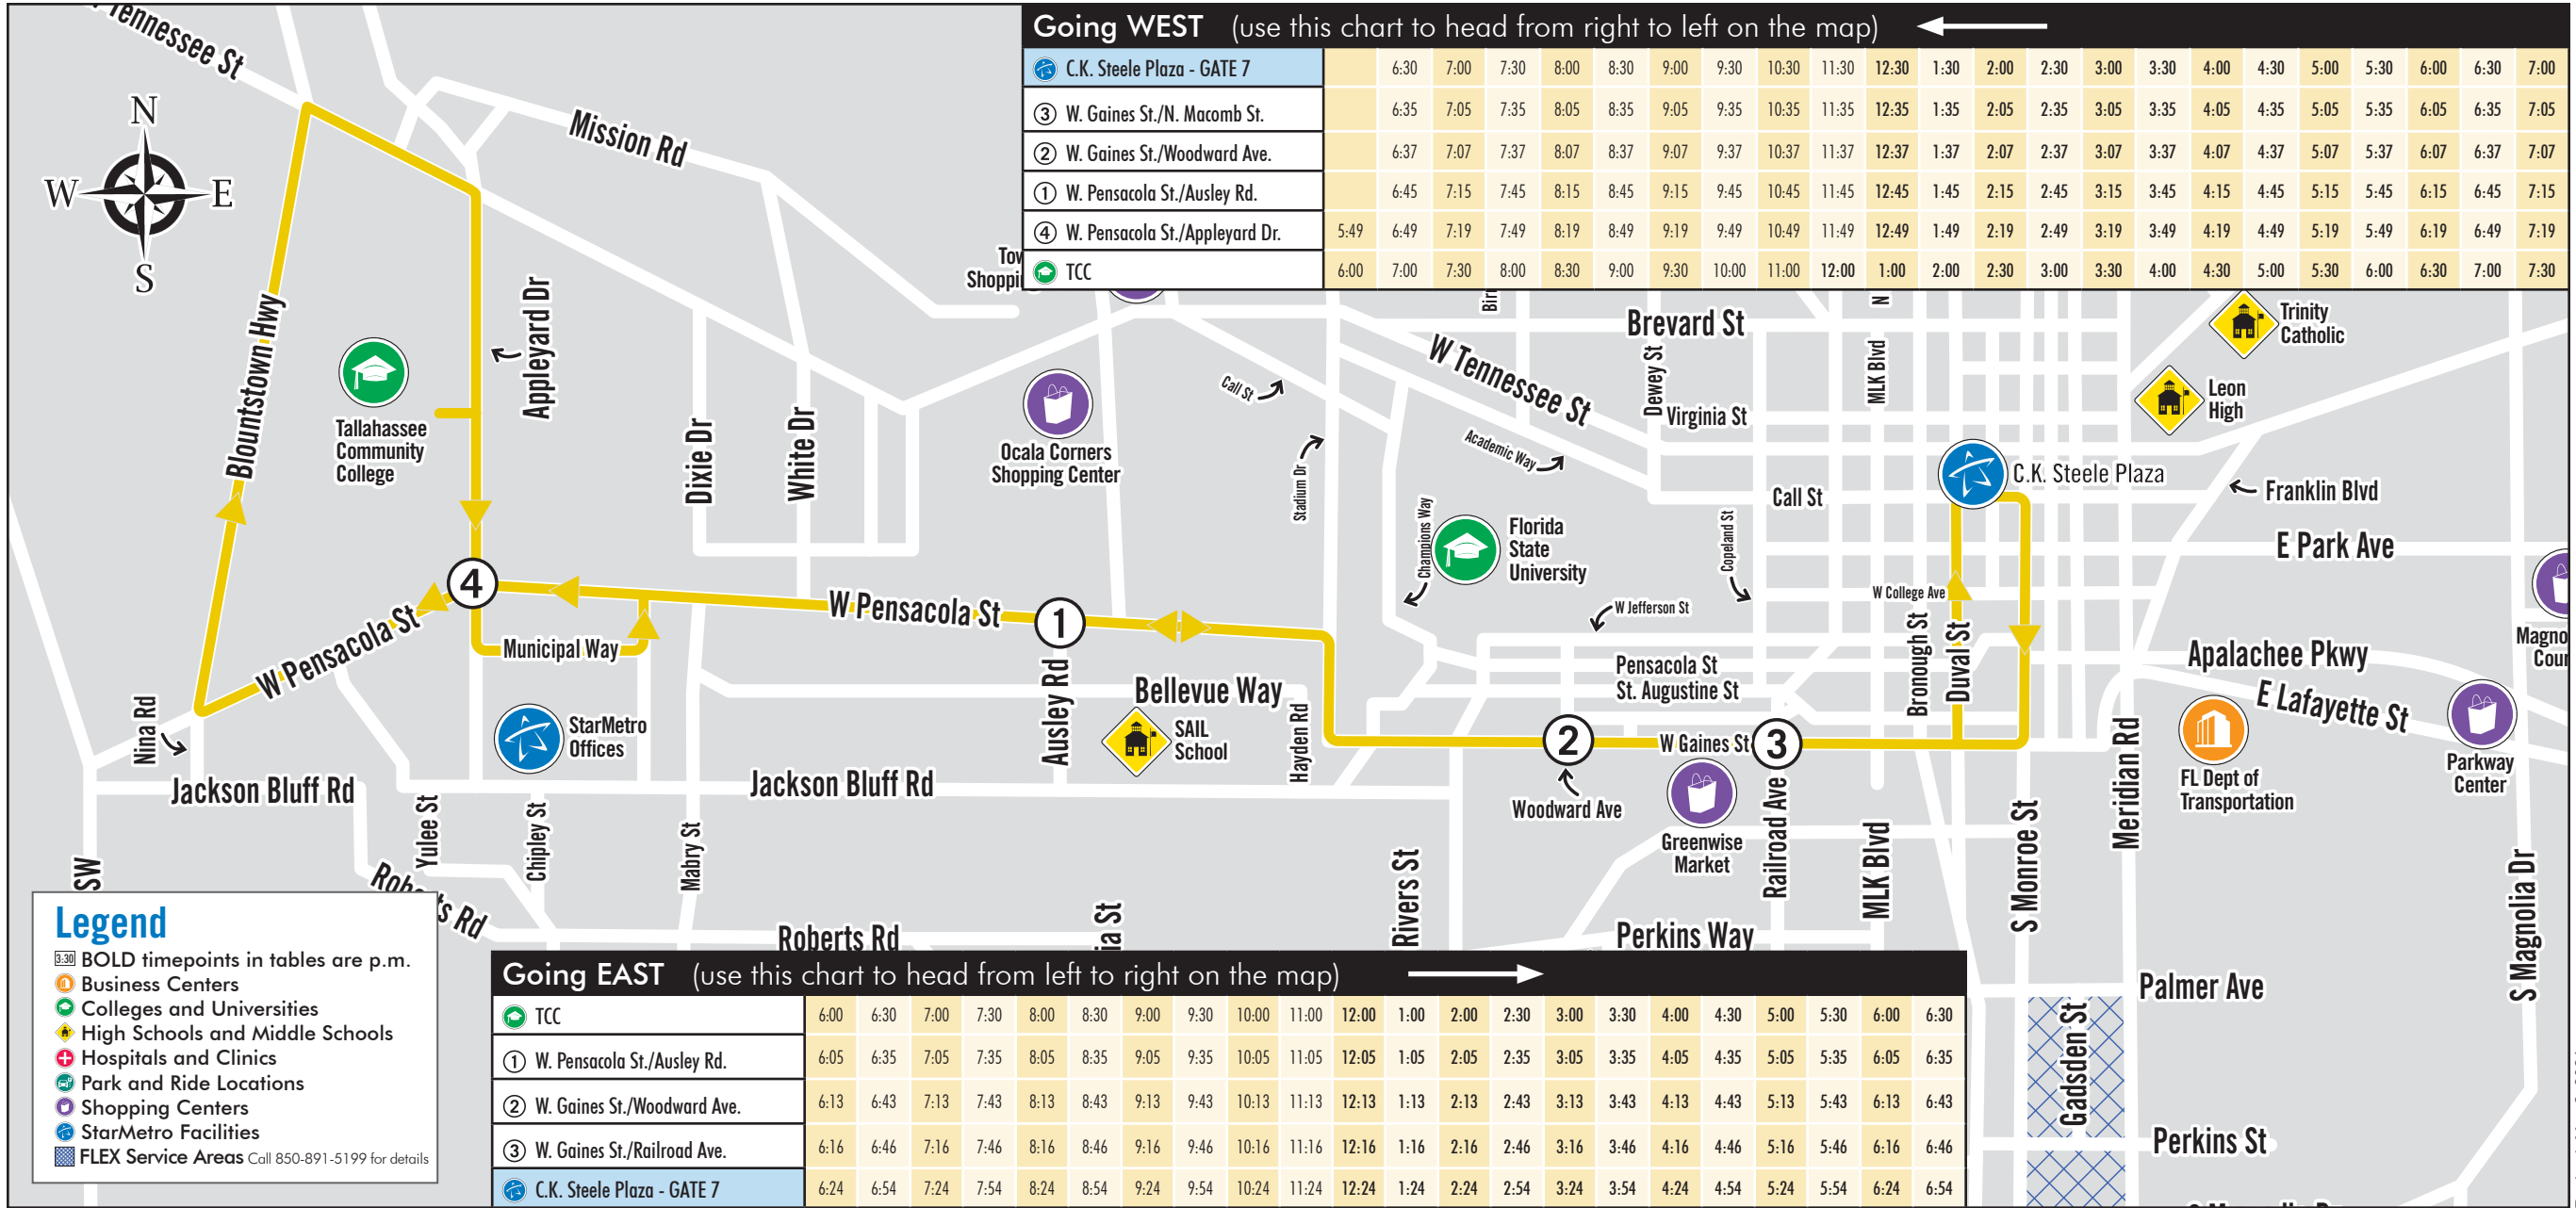 Tennessee St
N
W
E
S
Mission Rd
Going WEST (use this chart to head from right to left on the map)
C.K. Steele Plaza - GATE 7 6:30 7:00 7:30 8:00 8:30 9:00 9:30 10:30 11:30 12:30 1:30 2:00 2:30 3:00 3:30 4:00 4:30 5:00 5:30 6:00 6:30 7:00
3 W. Gaines St./N. Macomb St. 6:35 7:05 7:35 8:05 8:35 9:05 9:35 10:35 11:35 12:35 1:35 2:05 2:35 3:05 3:35 4:05 4:35 5:05 5:35 6:05 6:35 7:05
2 W. Gaines St./Woodward Ave. 6:37 7:07 7:37 8:07 8:37 9:07 9:37 10:37 11:37 12:37 1:37 2:07 2:37 3:07 3:37 4:07 4:37 5:07 5:37 6:07 6:37 7:07
1 W. Pensacola St./Ausley Rd. 6:45 7:15 7:45 8:15 8:45 9:15 9:45 10:45 11:45 12:45 1:45 2:15 2:45 3:15 3:45 4:15 4:45 5:15 5:45 6:15 6:45 7:15
4 W. Pensacola St./Appleyard Dr. 5:49 6:49 7:19 7:49 8:19 8:49 9:19 9:49 10:49 11:49 12:49 1:49 2:19 2:49 3:19 3:49 4:19 4:49 5:19 5:49 6:19 6:49 7:19
TCC 6:00 7:00 7:30 8:00 8:30 9:00 9:30 10:00 11:00 12:00 1:00 2:00 2:30 3:00 3:30 4:00 4:30 5:00 5:30 6:00 6:30 7:00 7:30
Tow
Shoppi
Blountstown Hwy
Appleyard Dr
Tallahassee
Community
College
Dixie Dr
White Dr
Ocala Corners
Shopping Center
Call St
Stadium Dr
Bir
Brevard St
W Tennessee St
Dewey St
Virginia St
Academic Way
N
MLK Blvd
Trinity
Catholic
Leon
High
C.K. Steele Plaza
Franklin Blvd
Call St
Champions Way
Florida
State
University
Copeland St
E Park Ave
W College Ave
W Jefferson St
Bronough St
Duval St
Magno
Cour
Apalachee Pkwy
E Lafayette St
Pensacola St
St. Augustine St
4
W Pensacola St
W Pensacola St
1
Municipal Way
Nina Rd
StarMetro
Offices
Ausley Rd
Bellevue Way
SAIL
School
Hayden Rd
2
W Gaines St
3
Woodward Ave
Greenwise
Market
Railroad Ave
MLK Blvd
S Monroe St
Meridian Rd
FL Dept of
Transportation
Parkway
Center
S Magnolia Dr
Jackson Bluff Rd
Jackson Bluff Rd
Yulee St
Chipley St
Mabry St
SW
Roberts Rd
Roberts Rd
ia St
Rivers St
Perkins Way
Palmer Ave
Gadsden St
Perkins St
Legend
3:30 BOLD timepoints in tables are p.m.
Business Centers
Colleges and Universities
High Schools and Middle Schools
Hospitals and Clinics
Park and Ride Locations
Shopping Centers
StarMetro Facilities
FLEX Service Areas Call 850-891-5199 for details
Going EAST (use this chart to head from left to right on the map)
TCC 6:00 6:30 7:00 7:30 8:00 8:30 9:00 9:30 10:00 11:00 12:00 1:00 2:00 2:30 3:00 3:30 4:00 4:30 5:00 5:30 6:00 6:30
1 W. Pensacola St./Ausley Rd. 6:05 6:35 7:05 7:35 8:05 8:35 9:05 9:35 10:05 11:05 12:05 1:05 2:05 2:35 3:05 3:35 4:05 4:35 5:05 5:35 6:05 6:35
2 W. Gaines St./Woodward Ave. 6:13 6:43 7:13 7:43 8:13 8:43 9:13 9:43 10:13 11:13 12:13 1:13 2:13 2:43 3:13 3:43 4:13 4:43 5:13 5:43 6:13 6:43
3 W. Gaines St./Railroad Ave. 6:16 6:46 7:16 7:46 8:16 8:46 9:16 9:46 10:16 11:16 12:16 1:16 2:16 2:46 3:16 3:46 4:16 4:46 5:16 5:46 6:16 6:46
C.K. Steele Plaza - GATE 7 6:24 6:54 7:24 7:54 8:24 8:54 9:24 9:54 10:24 11:24 12:24 1:24 2:24 2:54 3:24 3:54 4:24 4:54 5:24 5:54 6:24 6:54